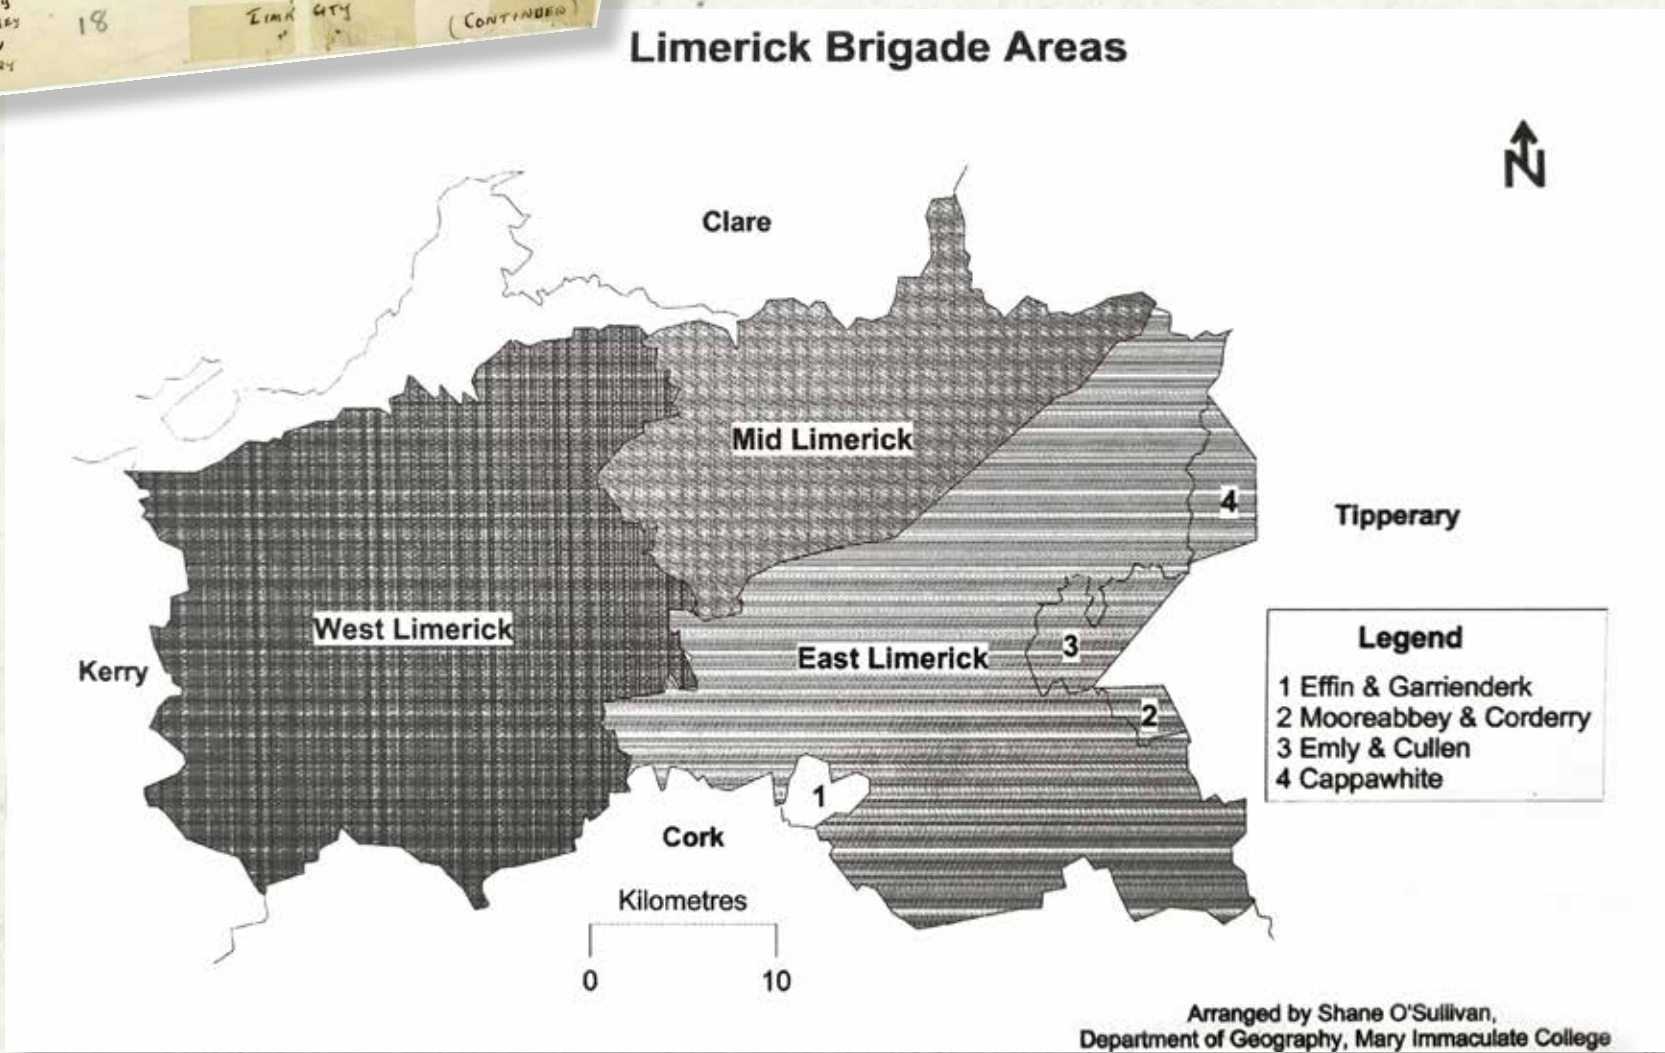 18
(CONTINUED)
Limerick Brigade Areas
N
Clare
Mid Limerick
4
Tipperary
West Limerick
East Limerick
3
Kerry
2
1
Cork
Legend
1 Effin & Garrienderk
2 Mooreabbey & Corderry
3 Emly & Cullen
4 Cappawhite
Kilometres
0 10
Arranged by Shane O'Sullivan,
Department of Geography, Mary Immaculate College